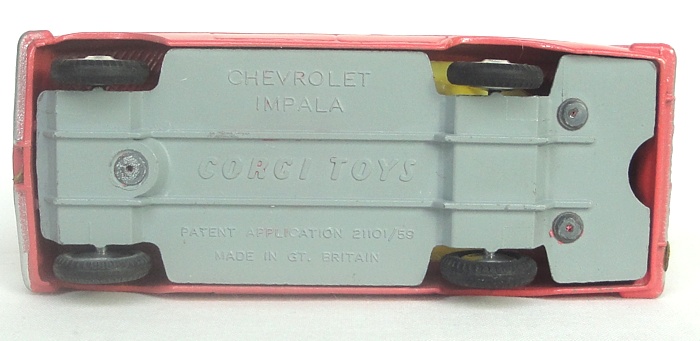 CHEVROLET
IMPALA
CORGI TOYS
PATENT APPLICATION 21101/59
MADE IN GT. BRITAIN